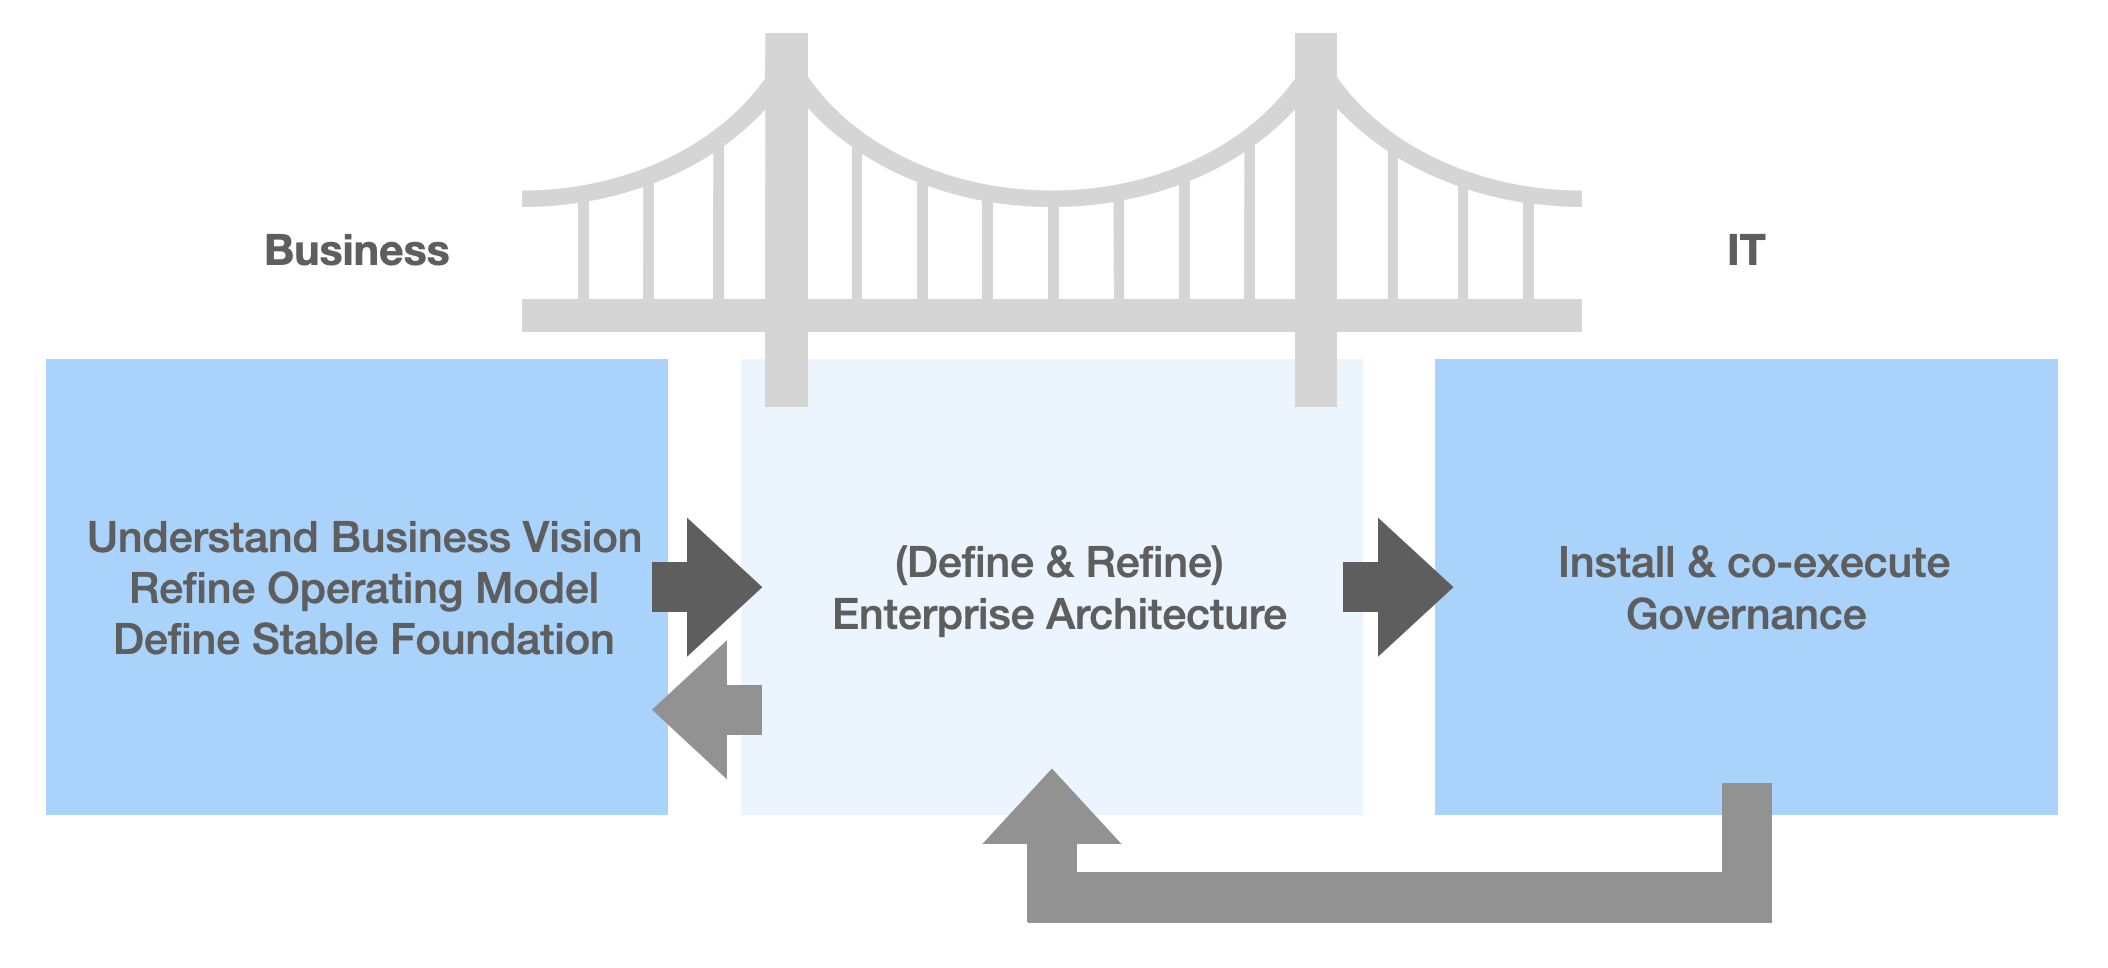 Business
IT
Understand Business Vision
Refine Operating Model
Define Stable Foundation
(Define & Refine)
Enterprise Architecture
Install & co-execute
Governance